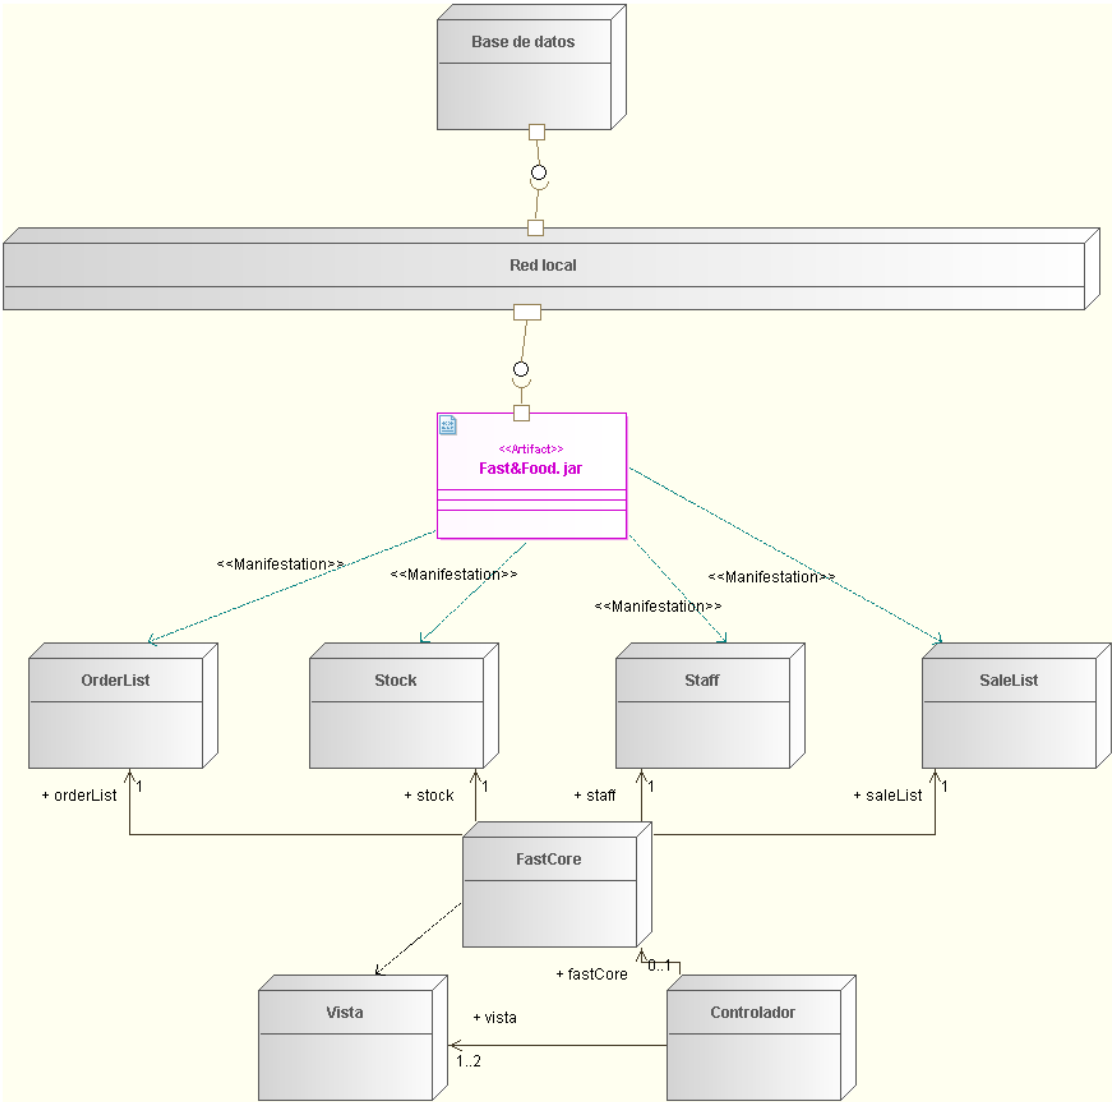 Base de datos
Red local
<<Artifact>>
Fast&Food. jar
<<Manifestation>>
<<Manifestation>>
<<Manifestation>>
<<Manifestation>>
OrderList
Stock
Staff
SaleList
+ orderList
1
+ stock
1
+ staff
1
+ saleList
1
FastCore
+ fastCore
0..1
Vista
+ vista
1..2
Controlador